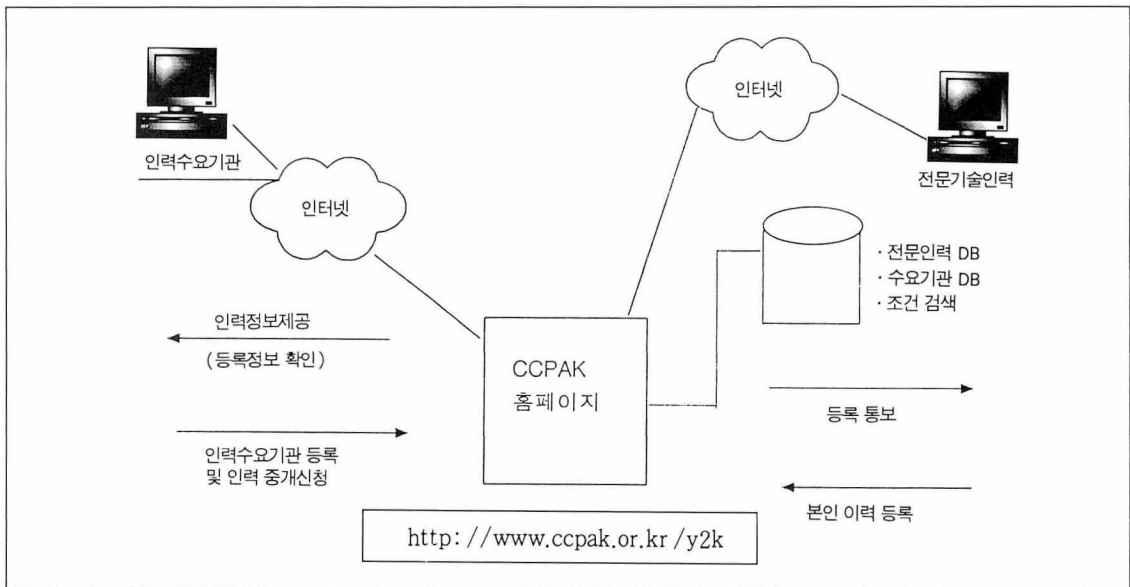 인터넷
인력수요기관
전문기술인력
인터넷
· 전문인력 DB
· 수요기관 DB
· 조건 검색
인력정보제공
(등록정보 확인)
CCPAK
홈페이지
등록 통보
인력수요기관 등록
및 인력 중개신청
본인 이력 등록
http://www.ccpak.or.kr/y2k